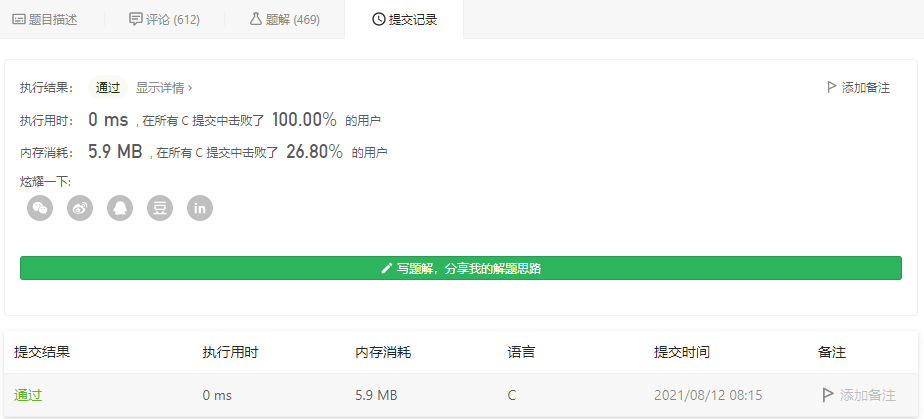 题目描述 评论 (612) 题解 (469) 提交记录
执行结果： 通过 显示详情 › 添加备注
执行用时： 0 ms , 在所有 C 提交中击败了 100.00% 的用户
内存消耗： 5.9 MB , 在所有 C 提交中击败了 26.80% 的用户
炫耀一下:
豆 in
写题解，分享我的解题思路
提交结果 执行用时 内存消耗 语言 提交时间 备注
通过 0 ms 5.9 MB C 2021/08/12 08:15 添加备注